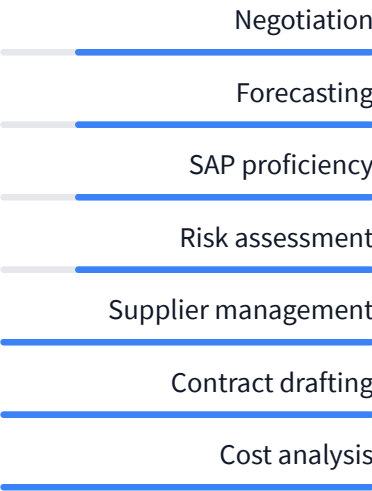 Negotiation
Forecasting
SAP proficiency
Risk assessment
Supplier management
Contract drafting
Cost analysis